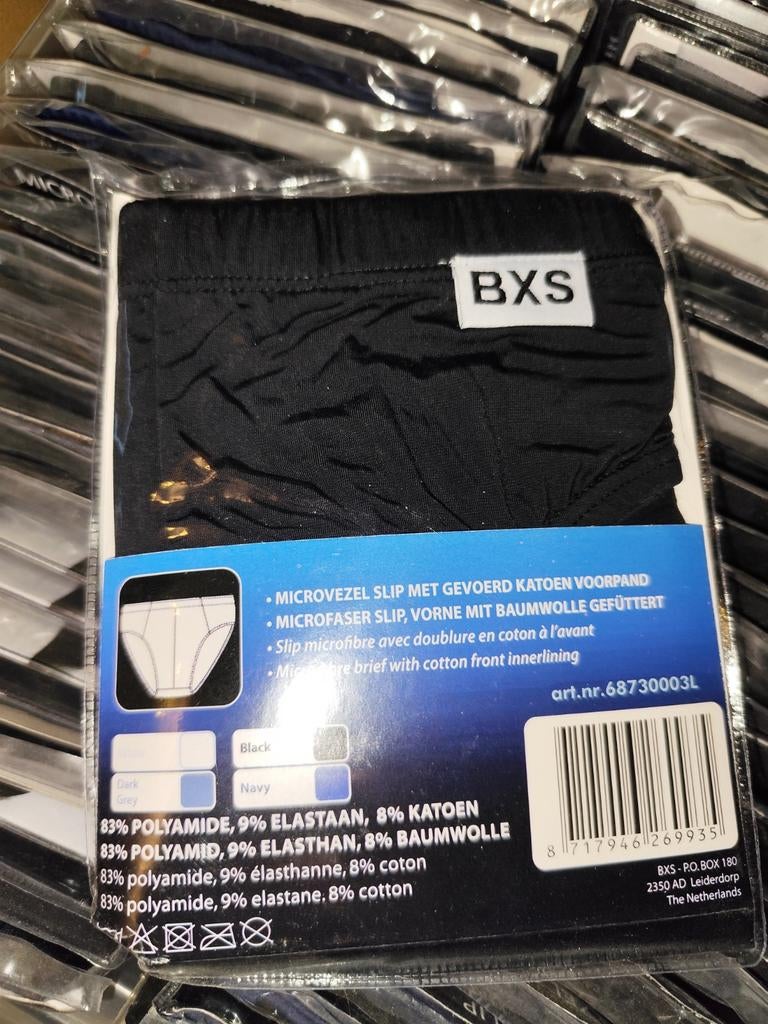 MICRO
BXS
• MICROVEZEL SLIP MET GEVOERD KATOEN VOORPAND
• MICROFASER SLIP, VORNE MIT BAUMWOLLE GEFÜTTERT
• Slip microfibre avec doublure en coton à l'avant
• Microfibre brief with cotton front innerlining
art.nr.68730003L
Black
Dark
Grey
Navy
83% POLYAMIDE, 9% ELASTAAN, 8% KATOEN
83% POLYAMID, 9% ELASTHAN, 8% BAUMWOLLE
83% polyamide, 9% élasthanne, 8% coton
83% polyamide, 9% elastane. 8% cotton
8 717946 269935
BXS - P.O. BOX 180
2350 AD Leiderdorp
The Netherlands